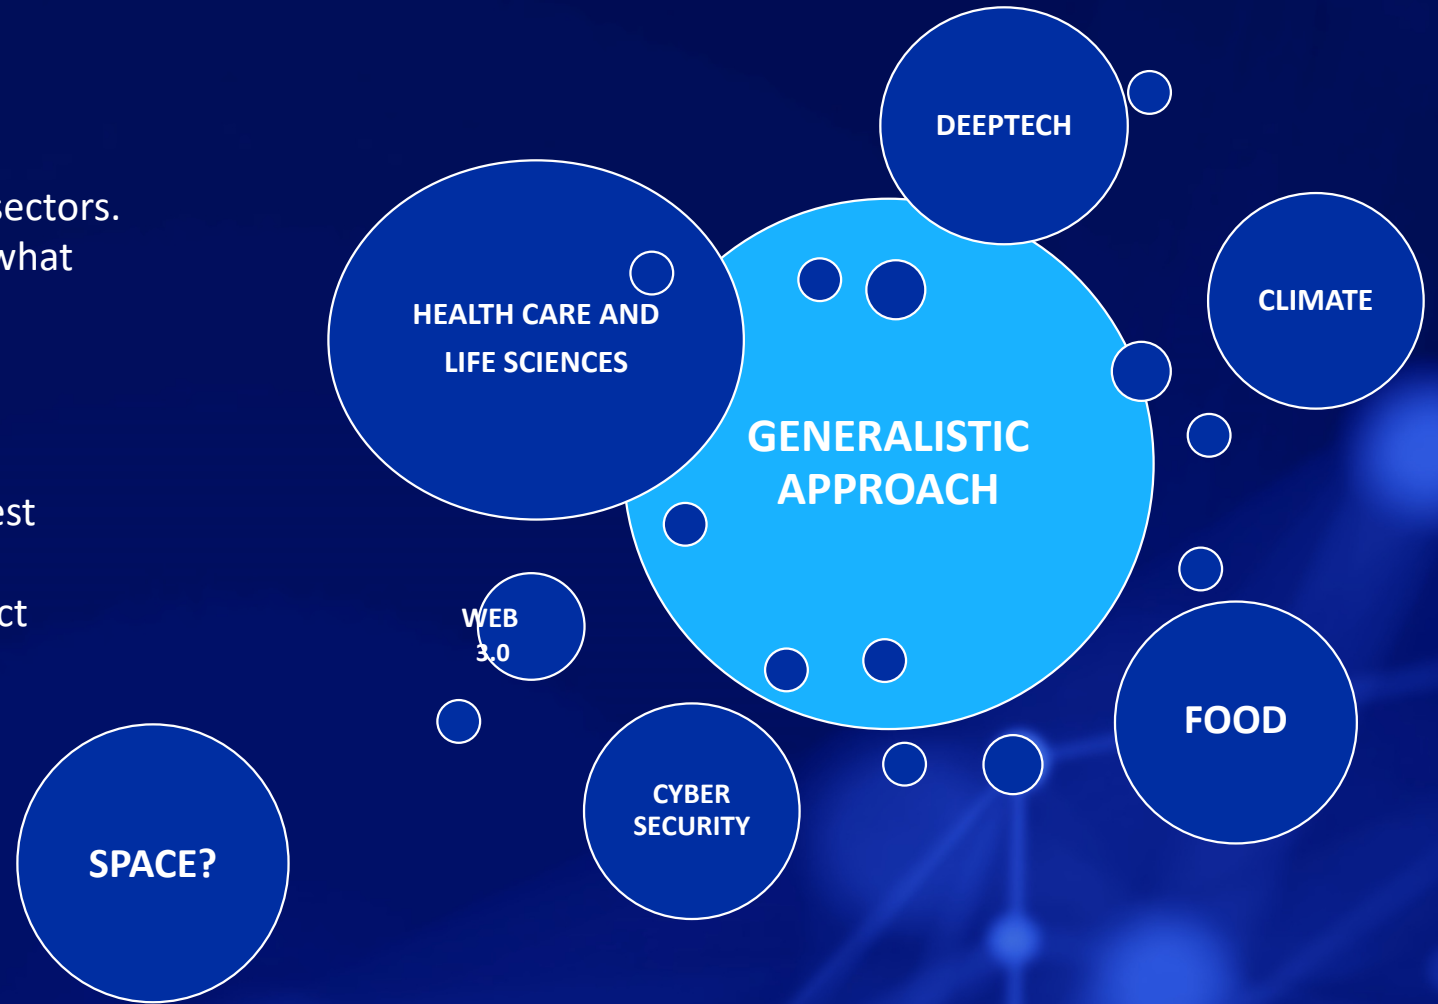 sectors.
what
est
ct
DEEPTECH
CLIMATE
HEALTH CARE AND
LIFE SCIENCES
GENERALISTIC
APPROACH
WEB
3.0
FOOD
CYBER
SECURITY
SPACE?